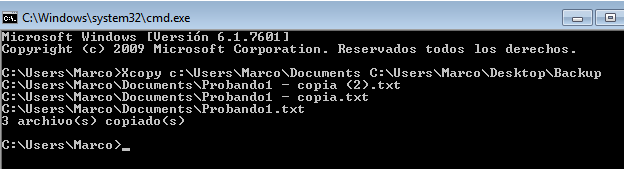 C:\Windows\system32\cmd.exe
Microsoft Windows [Versión 6.1.7601]
Copyright (c) 2009 Microsoft Corporation. Reservados todos los derechos.
C:\Users\Marco>Xcopy c:\Users\Marco\Documents C:\Users\Marco\Desktop\Backup
C:\Users\Marco\Documents\Probando1 - copia (2).txt
C:\Users\Marco\Documents\Probando1 - copia.txt
C:\Users\Marco\Documents\Probando1.txt
3 archivo(s) copiado(s)
C:\Users\Marco>_